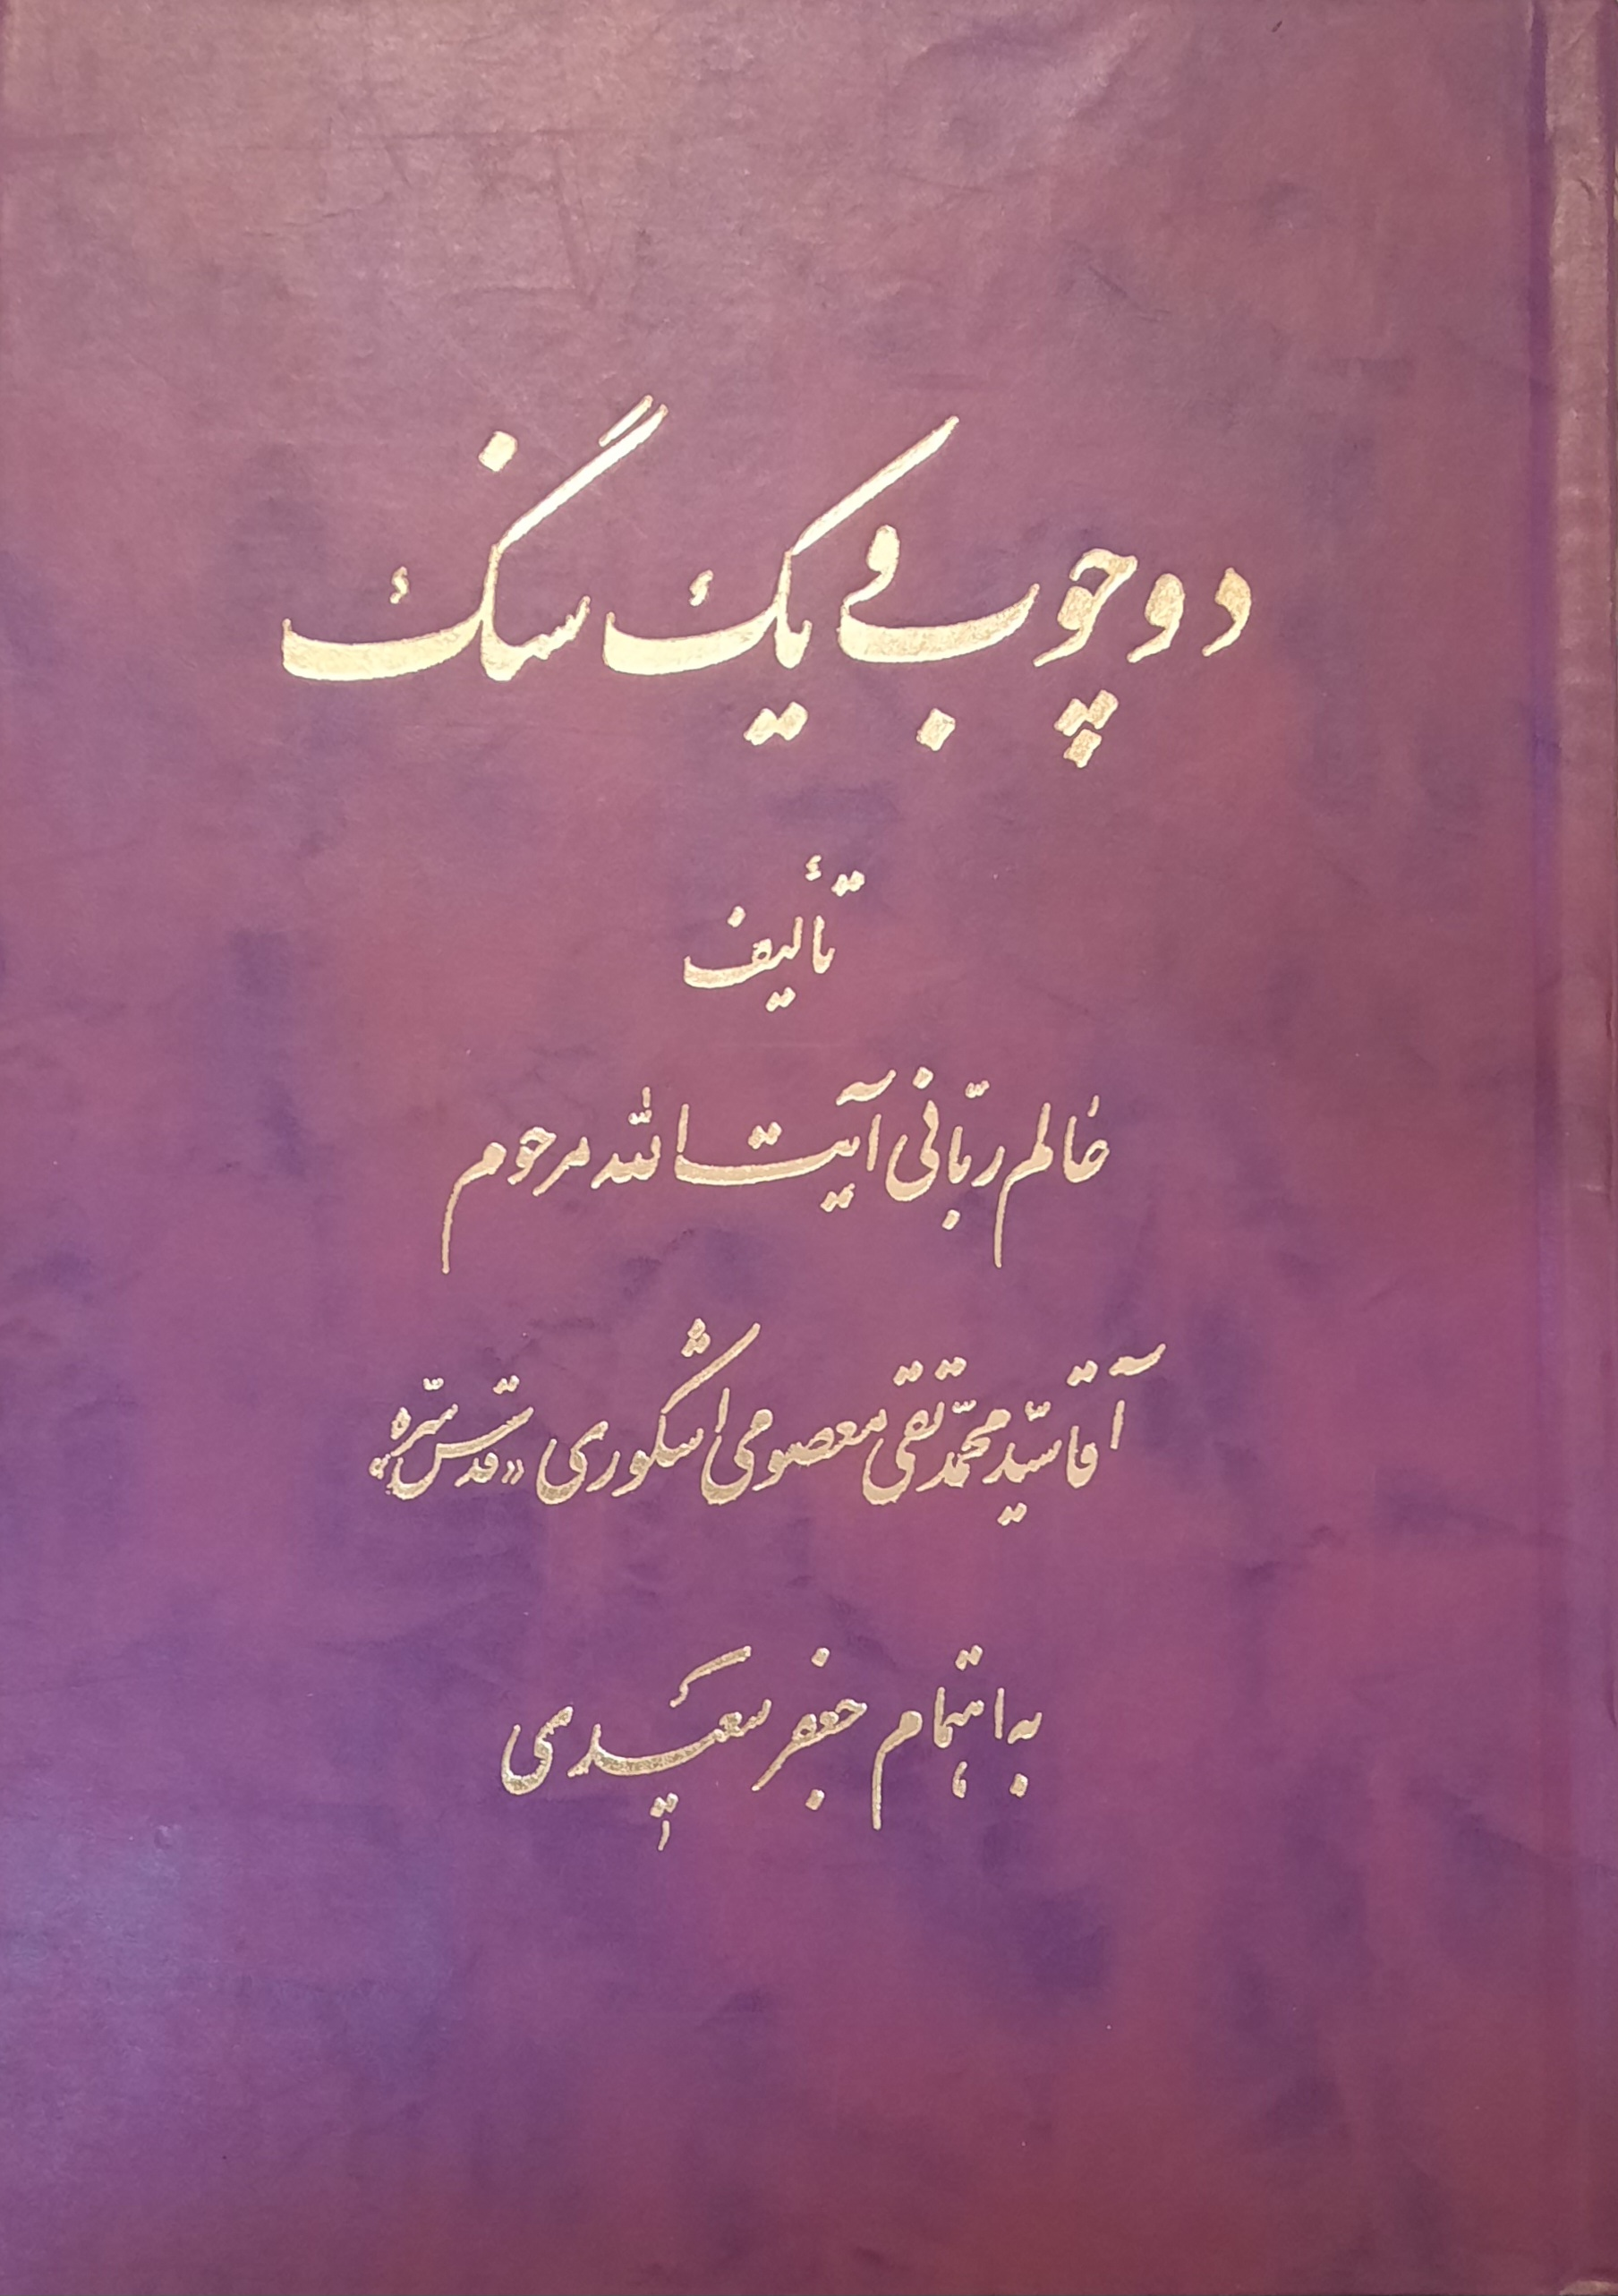 دو چوب و یک سنگ
تألیف
عالم ربّانی آیت الله مرحوم
آقا سیّد محمّد تقی معصومی اشکوری «قدّس سرّه»
به اهتمام جعفر سعیدی